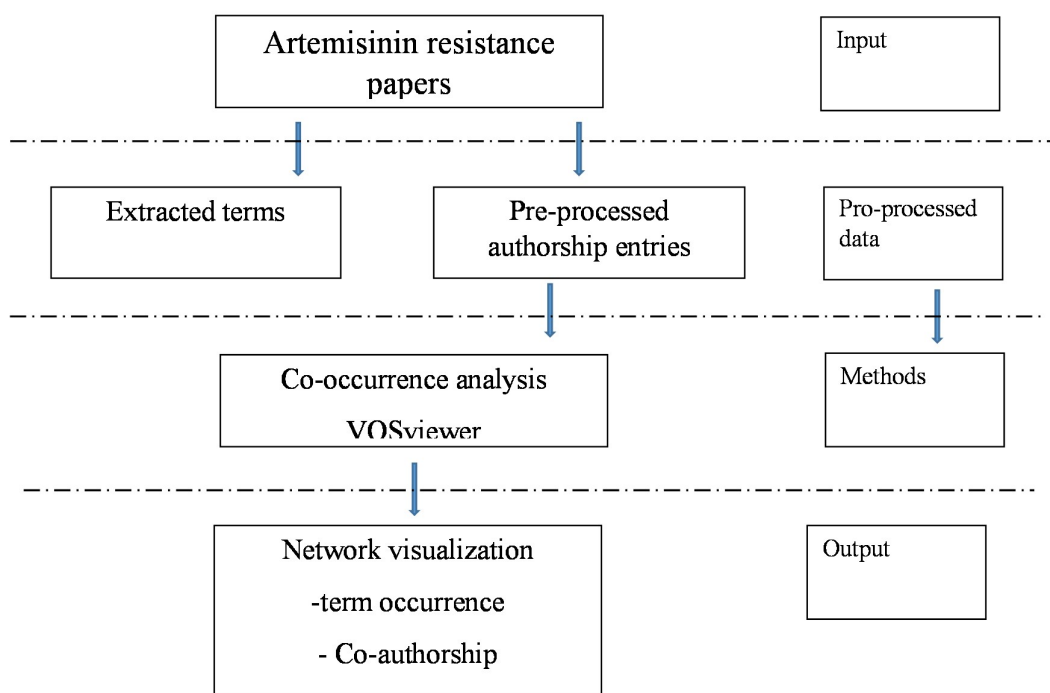 Artemisinin resistance
papers
Input
Extracted terms
Pre-processed
authorship entries
Pro-processed
data
Co-occurrence analysis
VOSviewer
Methods
Network visualization
-term occurrence
- Co-authorship
Output